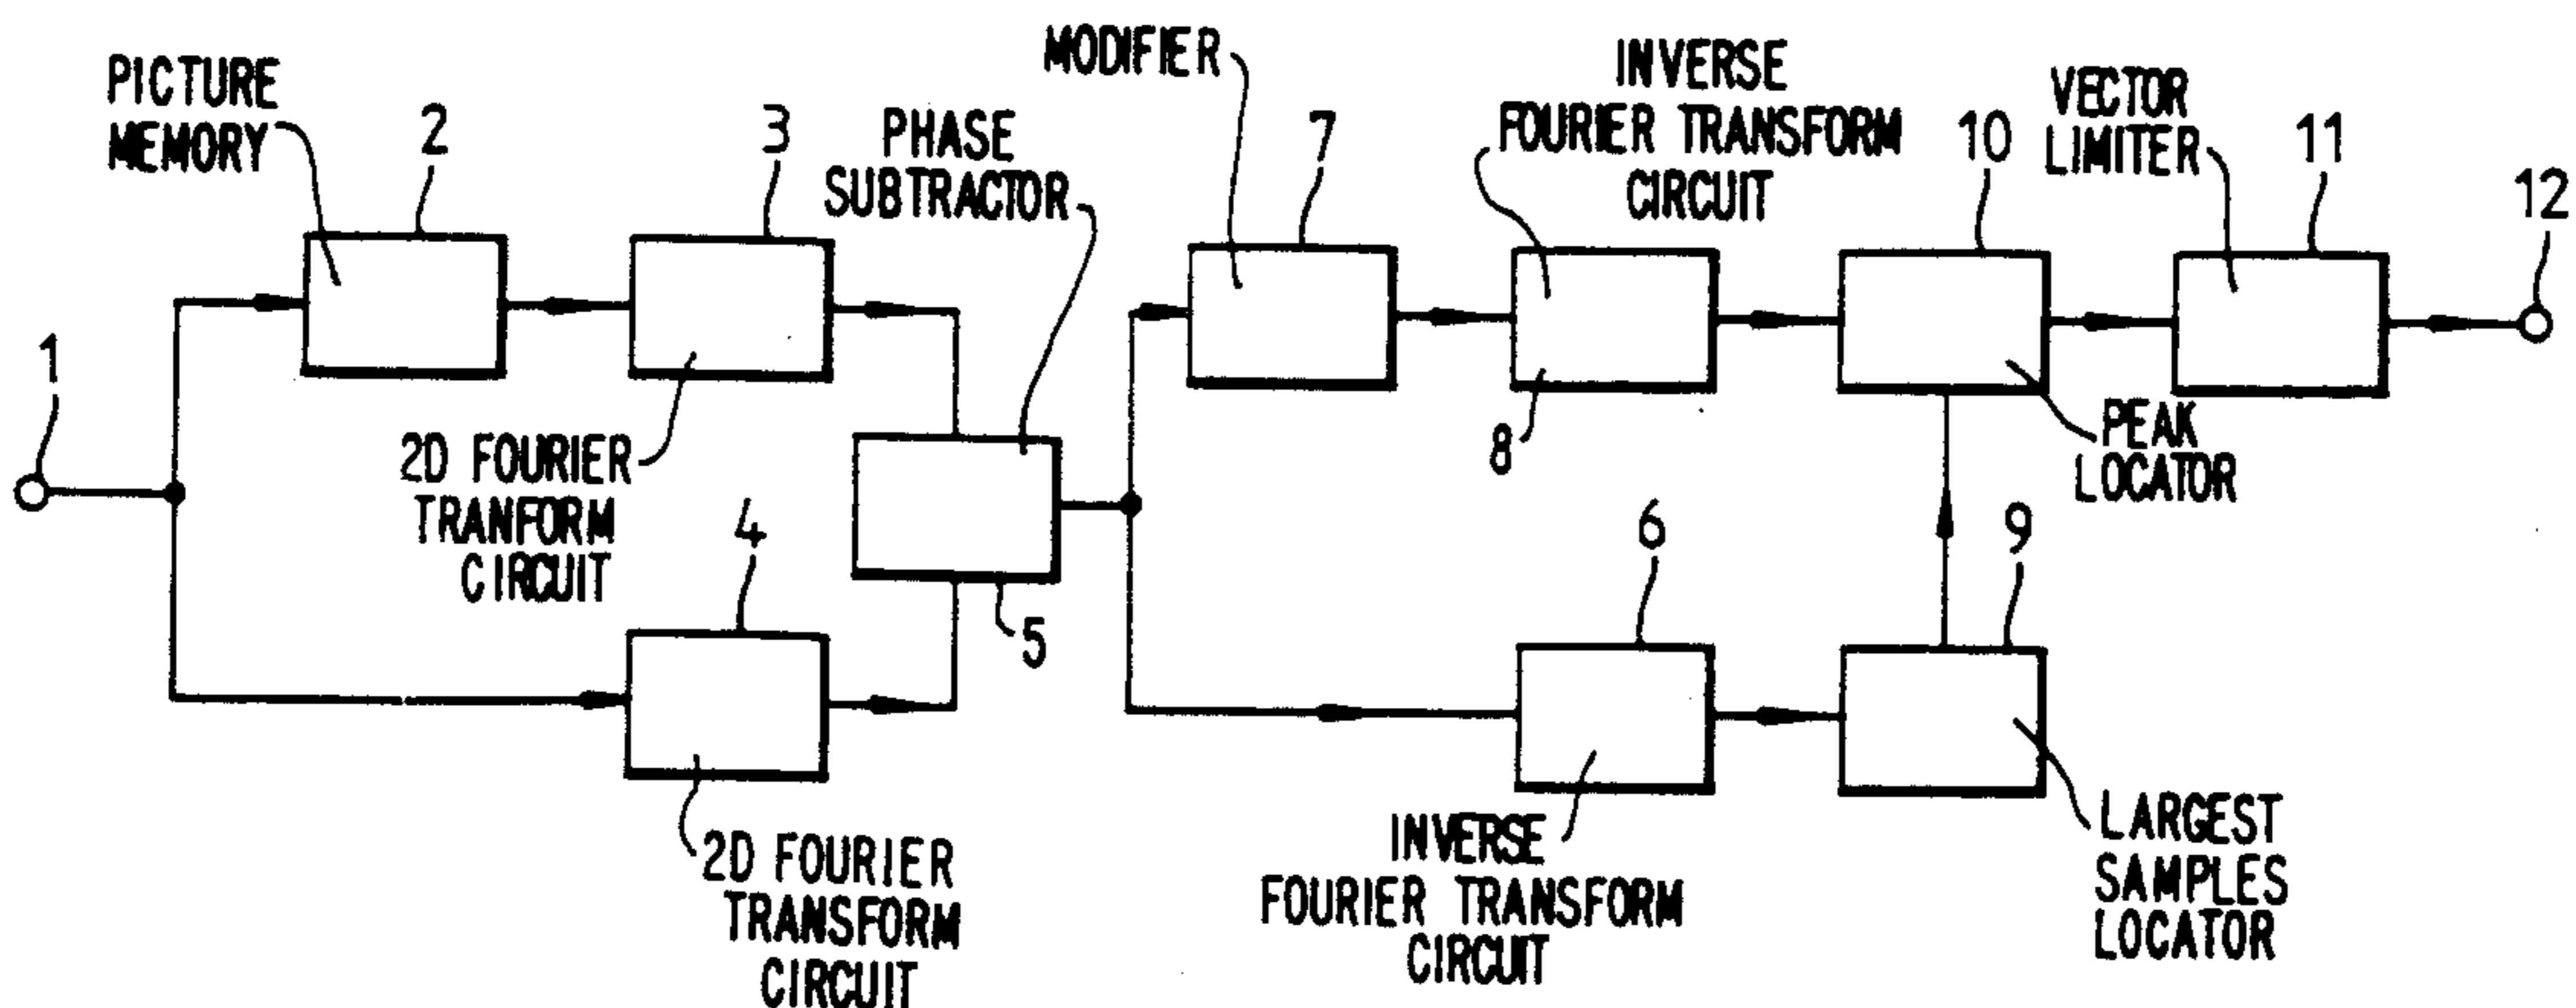 PICTURE
MEMORY
2
3
PHASE
SUBTRACTOR
MODIFIER
7
INVERSE
FOURIER TRANSFORM
CIRCUIT
10
VECTOR
LIMITER
11
12
1
2D FOURIER
TRANFORM
CIRCUIT
4
5
8
6
PEAK
LOCATOR
9
2D FOURIER
TRANSFORM
CIRCUIT
INVERSE
FOURIER TRANSFORM
CIRCUIT
LARGEST
SAMPLES
LOCATOR